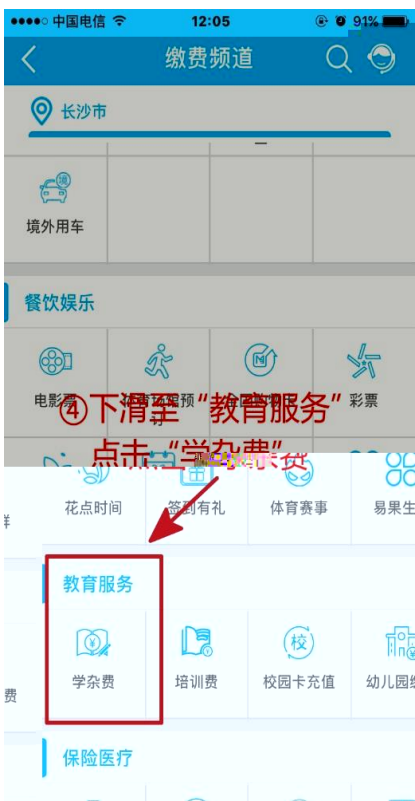 中国电信 12:05 91%
缴费频道
长沙市
境外用车
餐饮娱乐
电影票 彩票
④下滑至“教育服务”
点击“学杂费”
花点时间 签到有礼 体育赛事 易果生
教育服务
学杂费 培训费 校园卡充值 幼儿园
费
保险医疗